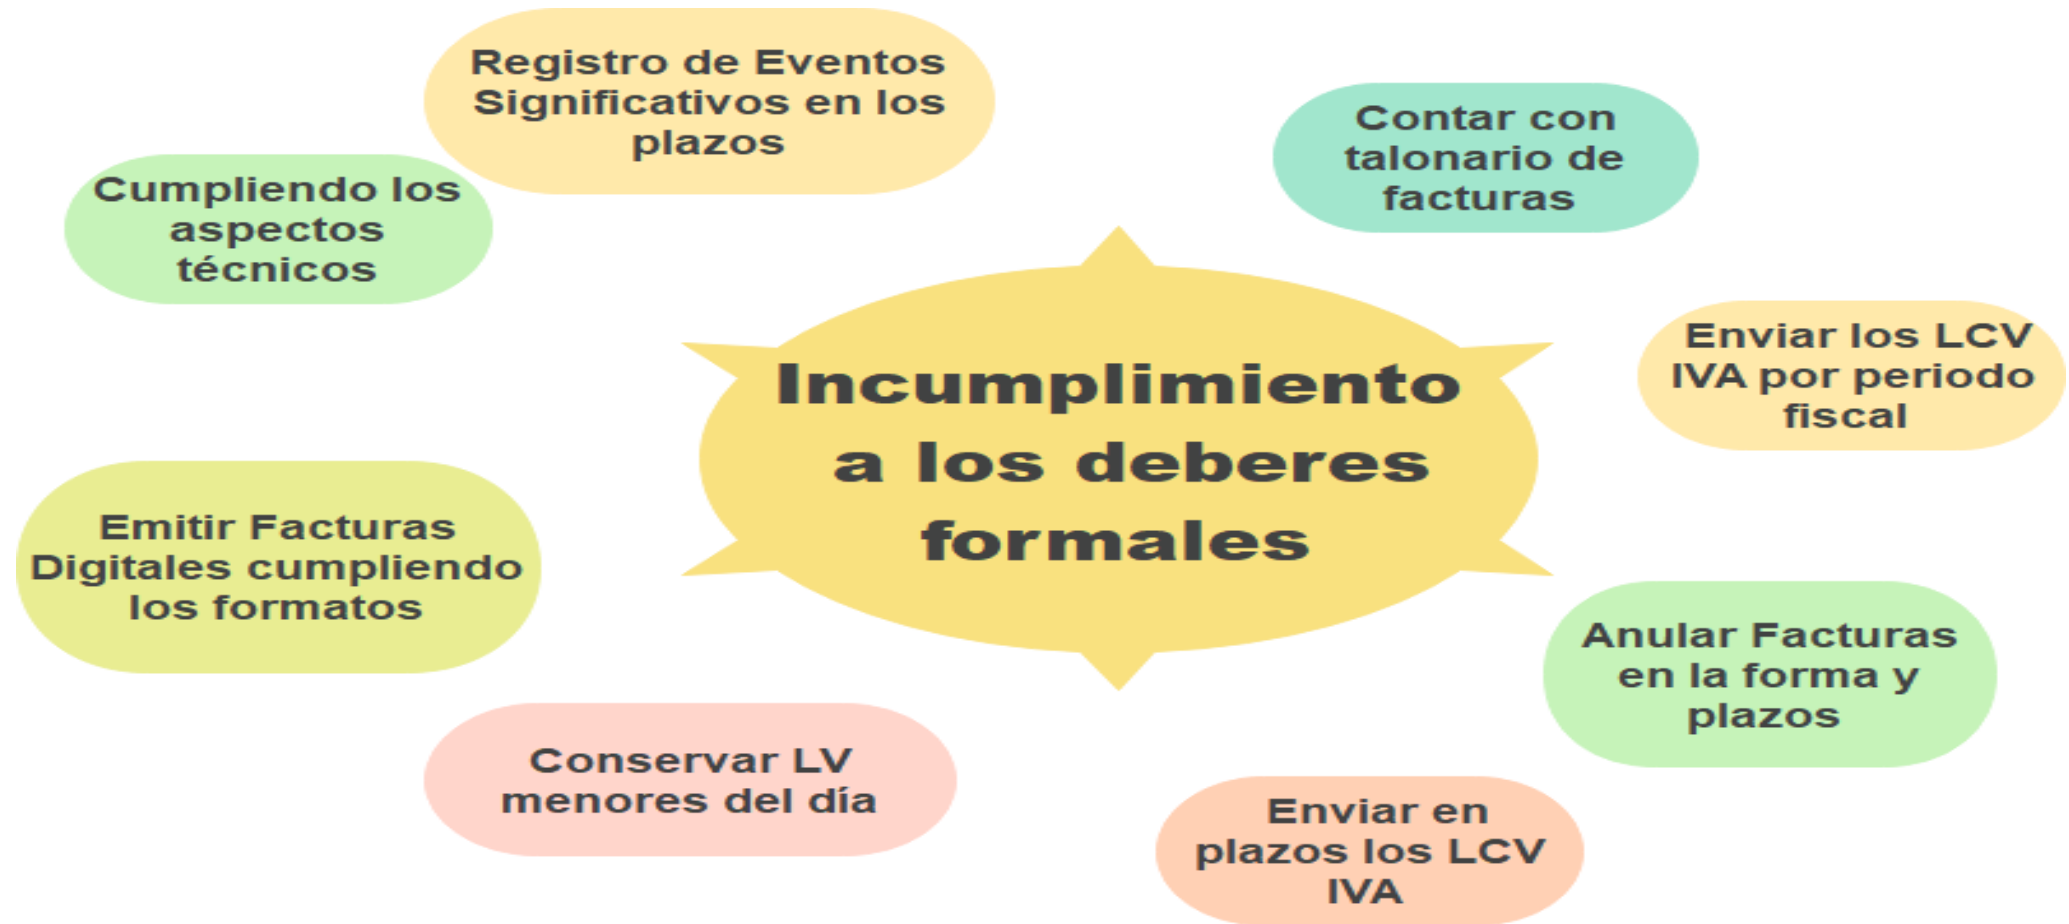 Registro de Eventos
Significativos en los
plazos
Contar con
talonario de
facturas
Cumpliendo los
aspectos
técnicos
Enviar los LCV
IVA por periodo
fiscal
Incumplimiento
a los deberes
formales
Emitir Facturas
Digitales cumpliendo
los formatos
Anular Facturas
en la forma y
plazos
Conservar LV
menores del día
Enviar en
plazos los LCV
IVA